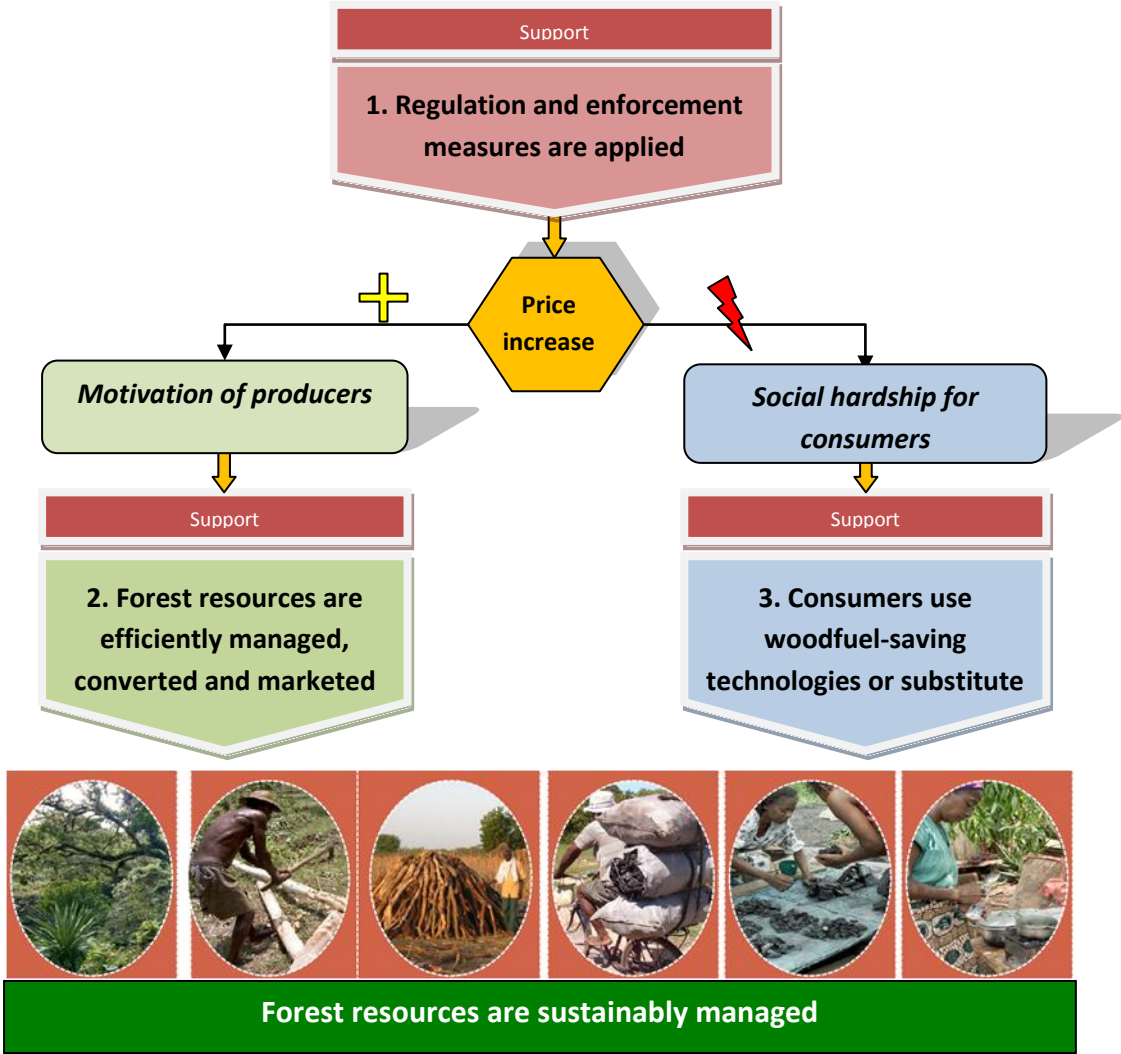 Support
1. Regulation and enforcement
measures are applied
Price
increase
Motivation of producers
Social hardship for
consumers
Support
2. Forest resources are
efficiently managed,
converted and marketed
Support
3. Consumers use
woodfuel-saving
technologies or substitute
Forest resources are sustainably managed